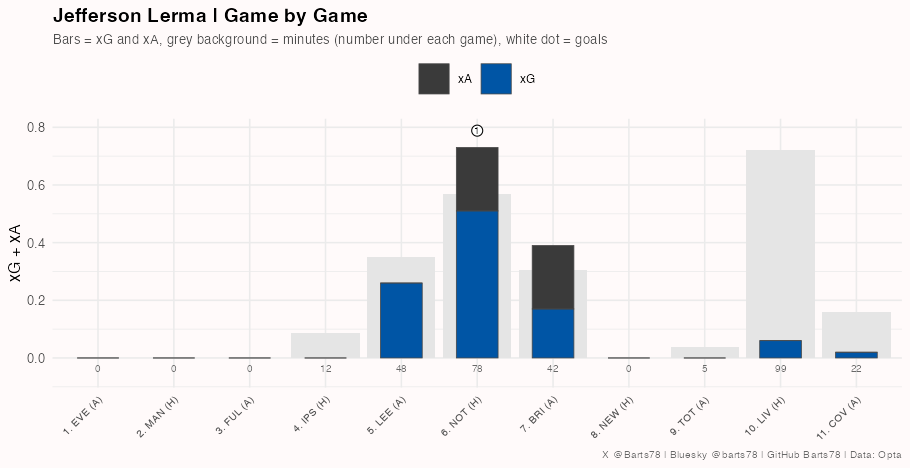 Jefferson Lerma | Game by Game
Bars = xG and xA, grey background = minutes (number under each game), white dot = goals
xA xG
xG + xA
0.8
0.6
0.4
0.2
0.0
1
0 0 0 12 48 78 42 0 5 99 22
1. EVE (A)
2. MAN (H)
3. FUL (A)
4. IPS (H)
5. LEE (A)
6. NOT (H)
7. BRI (A)
8. NEW (H)
9. TOT (A)
10. LIV (H)
11. COV (A)
X @Barts78 | Bluesky @barts78 | GitHub Barts78 | Data: Opta